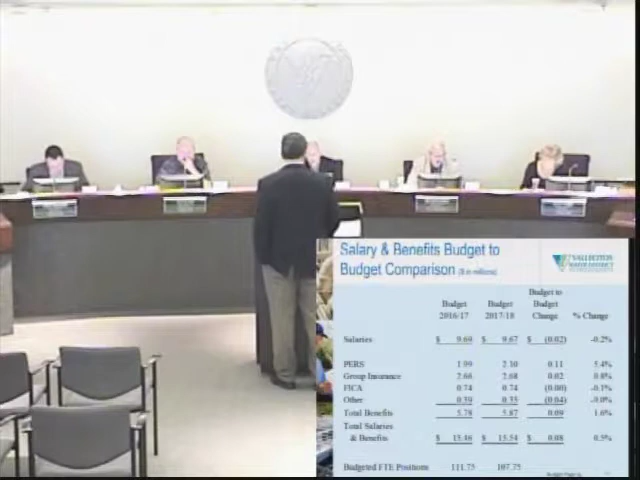 Salary & Benefits Budget to
Budget Comparison ($ in millions)
VALLECITOS
WATER DISTRICT
Budget Budget Budget to Budget
2016/17 2017/18 Change % Change
Salaries $ 9.69 $ 9.67 $ (0.02) -0.2%
PERS 1.99 2.10 0.11 5.4%
Group Insurance 2.66 2.68 0.02 0.8%
FICA 0.74 0.74 (0.00) -0.1%
Other 0.39 0.35 (0.04)
Total Benefits 5.78 5.87 0.09 1.6%
Total Salaries
& Benefits $ 15.46 $ 15.54 $ 0.08 0.5%
Budgeted FTE Positions 111.75 107.75